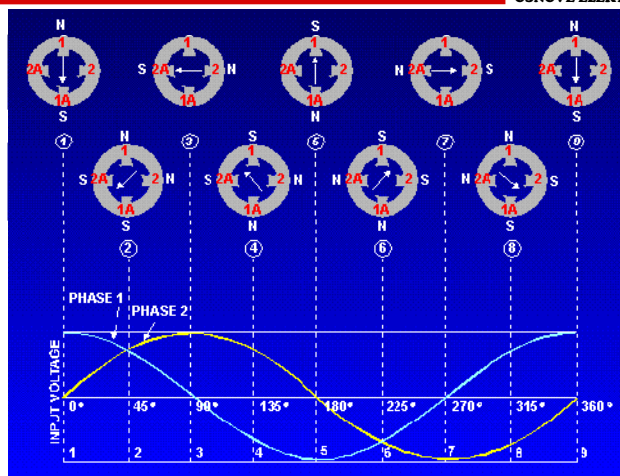 N S N
1 1 1 1 1
2A 2 S 2A 2 N 2A 2 N 2A 2 S 2A 2
1A 1A 1A 1A 1A
S N S
1 3 5 7 9
N S S N
1 1 1 1
S 2A 2 N S 2A 2 N N 2A 2 S N 2A 2 S
1A 1A 1A 1A
S N N S
2 4 6 8
PHASE 1
PHASE 2
INPUT VOLTAGE
0° 45° 90° 135° 180° 225° 270° 315° 360°
1 2 3 4 5 6 7 8 9